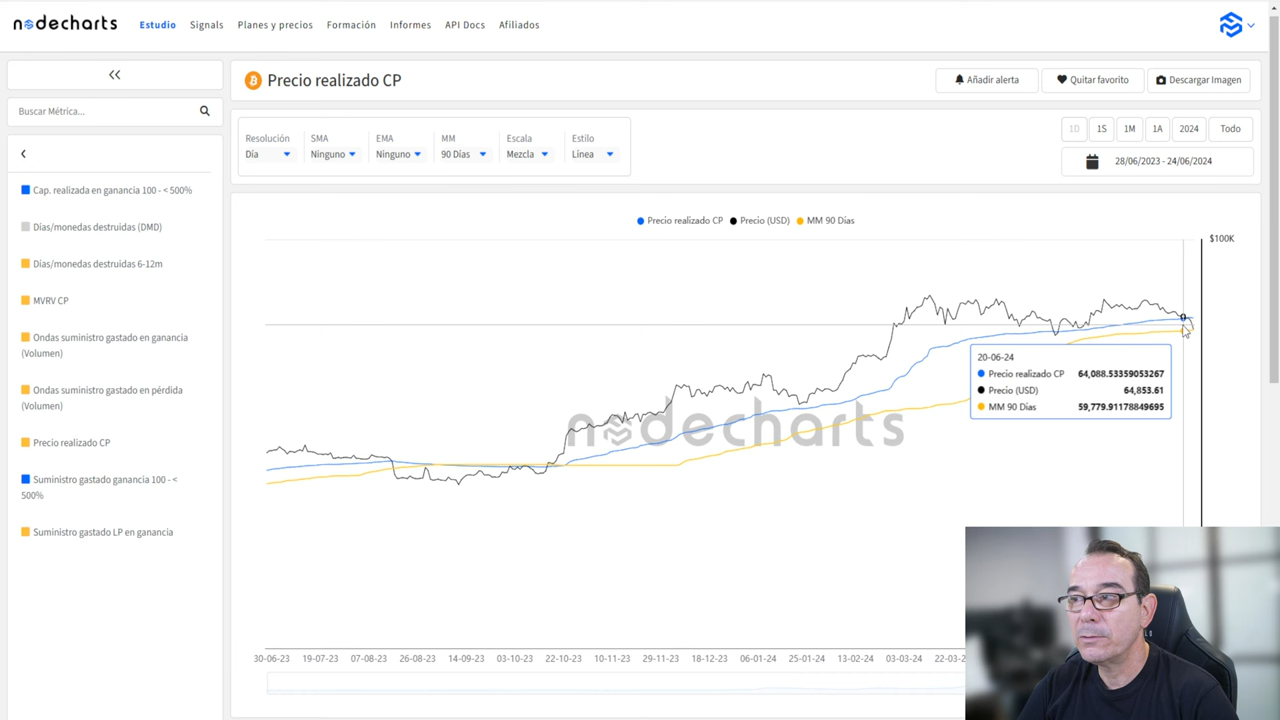 nodecharts
Estudio
Signals
Planes y precios
Formación
Informes
API Docs
Afiliados
Precio realizado CP
Añadir alerta
Quitar favorito
Descargar Imagen
Buscar Métrica...
Resolución
Día
SMA
Ninguno
EMA
Ninguno
MM
90 Días
Escala
Mezcla
Estilo
Línea
1D
1S
1M
1A
2024
Todo
28/06/2023 - 24/06/2024
Cap. realizada en ganancia 100 - < 500%
Días/monedas destruidas (DMD)
Días/monedas destruidas 6-12m
MVRV CP
Ondas suministro gastado en ganancia
(Volumen)
Ondas suministro gastado en pérdida
(Volumen)
Precio realizado CP
Suministro gastado ganancia 100 - <
500%
Suministro gastado LP en ganancia
Precio realizado CP
Precio (USD)
MM 90 Días
$100K
20-06-24
Precio realizado CP 64,088.53359053267
Precio (USD) 64,853.61
MM 90 Días 59,779.91178849695
nodecharts
30-06-23
19-07-23
07-08-23
26-08-23
14-09-23
03-10-23
22-10-23
10-11-23
29-11-23
18-12-23
06-01-24
25-01-24
13-02-24
03-03-24